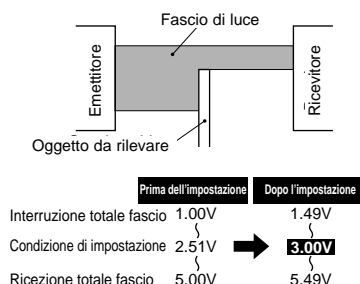 Fascio di luce
Emettitore
Ricevitore
Oggetto da rilevare
Prima dell'impostazione Dopo l'impostazione
Interruzione totale fascio 1.00V 1.49V
Condizione di impostazione 2.51V 3.00V
Ricezione totale fascio 5.00V 5.49V